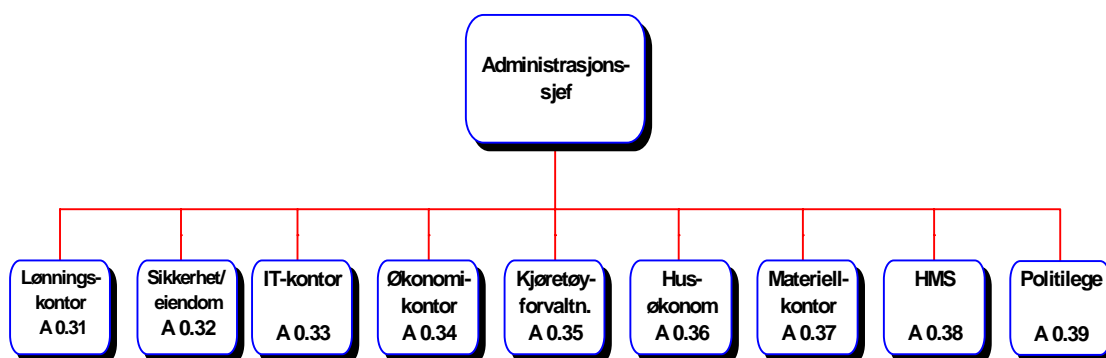 Administrasjons-
sjef
Lønnings-
kontor
A 0.31
Sikkerhet/
eiendom
A 0.32
IT-kontor
A 0.33
Økonomi-
kontor
A 0.34
Kjøretøy-
forvaltn.
A 0.35
Hus-
økonom
A 0.36
Materiell-
kontor
A 0.37
HMS
A 0.38
Politilege
A 0.39